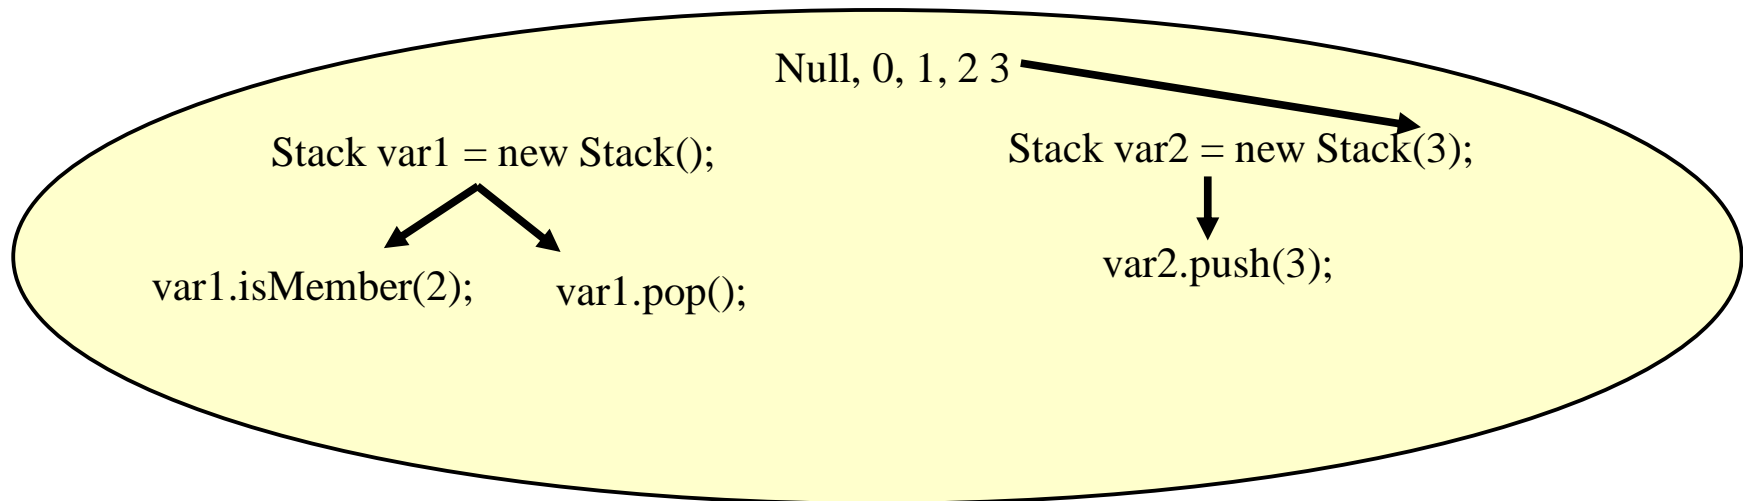 Null, 0, 1, 2 3
Stack var1 = new Stack();
Stack var2 = new Stack(3);
var1.isMember(2);
var1.pop();
var2.push(3);